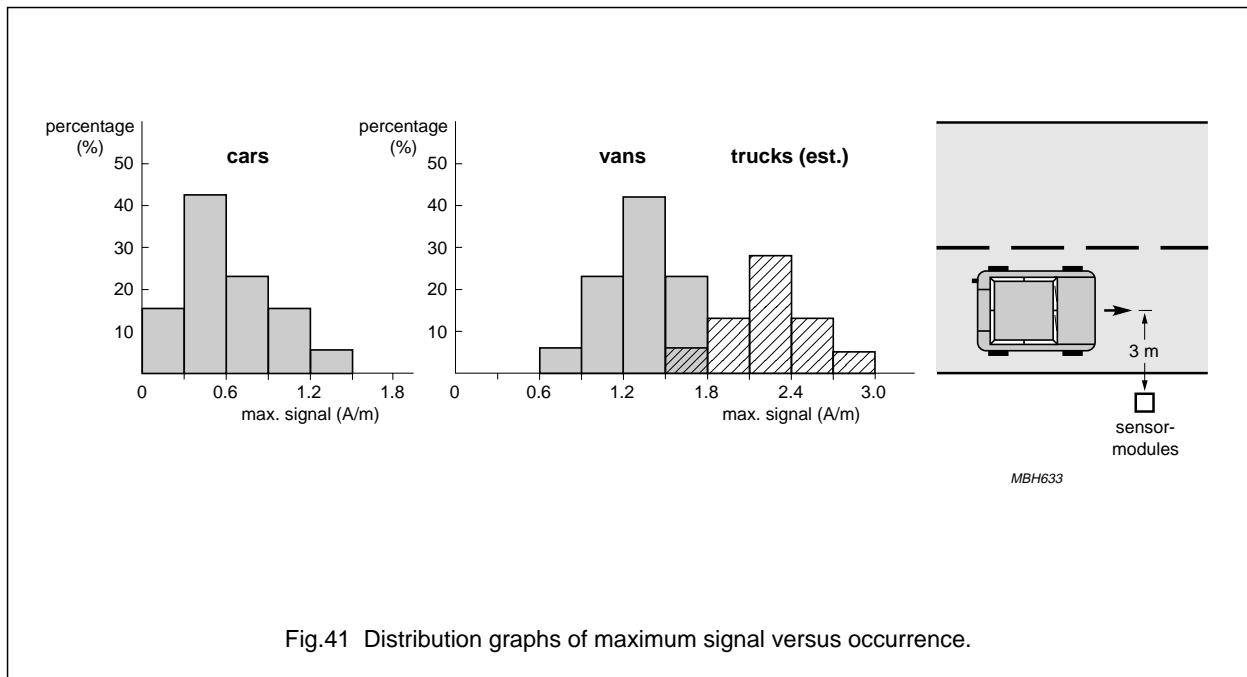 percentage
(%)
50
40
30
20
10
cars
0
0.6
1.2
1.8
max. signal (A/m)
percentage
(%)
50
40
30
20
10
vans
trucks (est.)
0
0.6
1.2
1.8
2.4
3.0
max. signal (A/m)
3 m
sensor-
modules
MBH633
Fig.41 Distribution graphs of maximum signal versus occurrence.